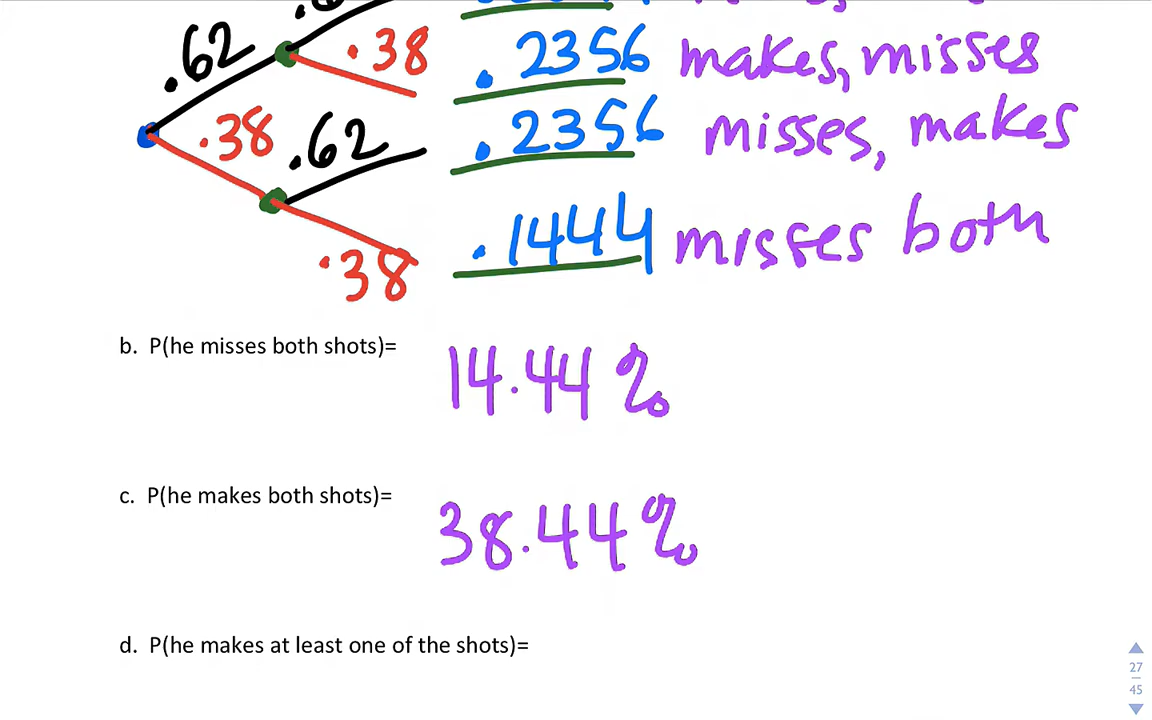 .62
.38
.2356 makes, misses
.38
.62
.2356 misses, makes
.38
.1444 misses both
b. P(he misses both shots)=
14.44%
c. P(he makes both shots)=
38.44%
d. P(he makes at least one of the shots)=
27
45